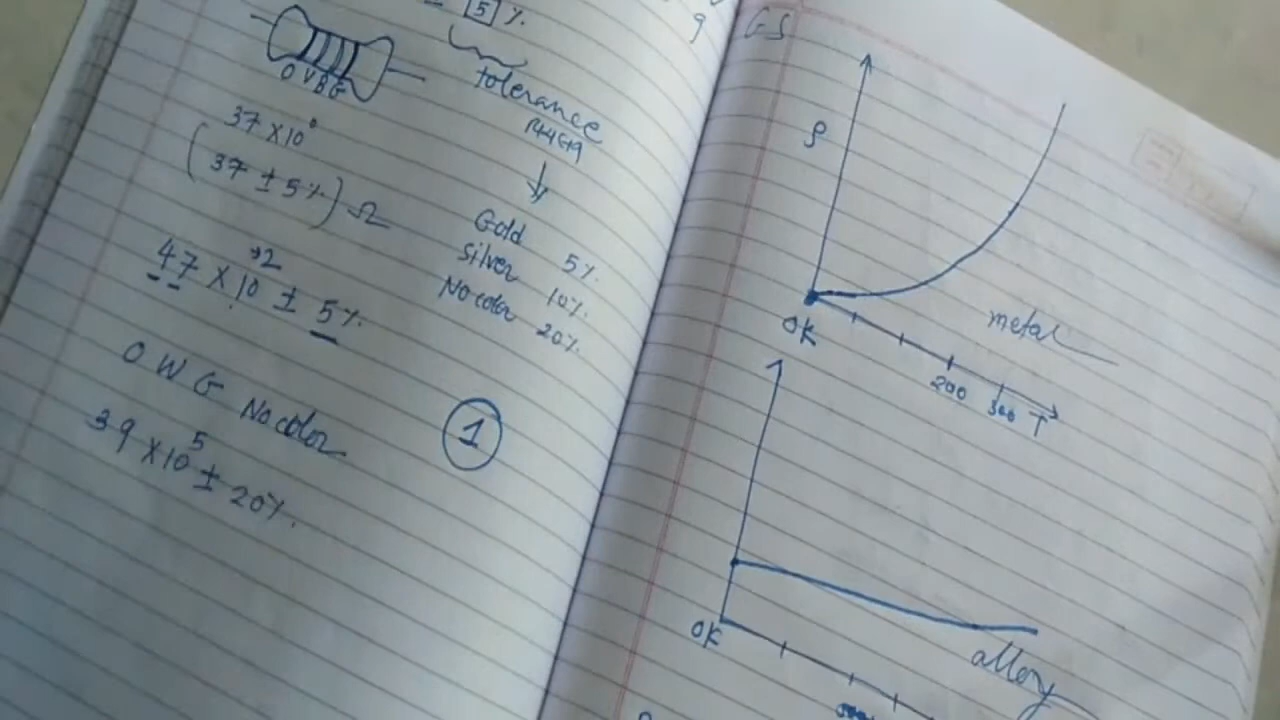 5 %.
9
tolerance
O V B G
37 × 10⁰
(37 ± 5%) Ω
Gold 5%.
Silver 10%.
No color 20%.
47 × 10⁺² ± 5%.
O W G No color
39 × 10⁵ ± 20%.
1
ρ
0K
200
300
T
metal
0K
alloy